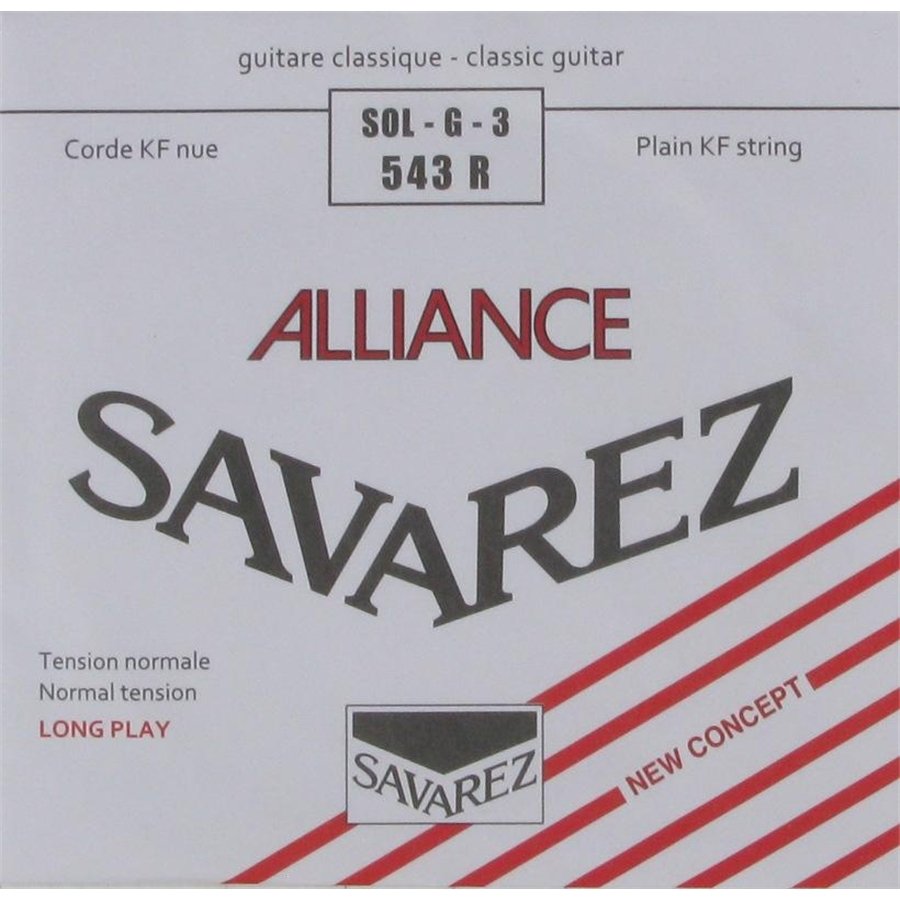 guitare classique - classic guitar
SOL - G - 3
543 R
Corde KF nue
Plain KF string
ALLIANCE
SAVAREZ
Tension normale
Normal tension
LONG PLAY
NEW CONCEPT
SAVAREZ